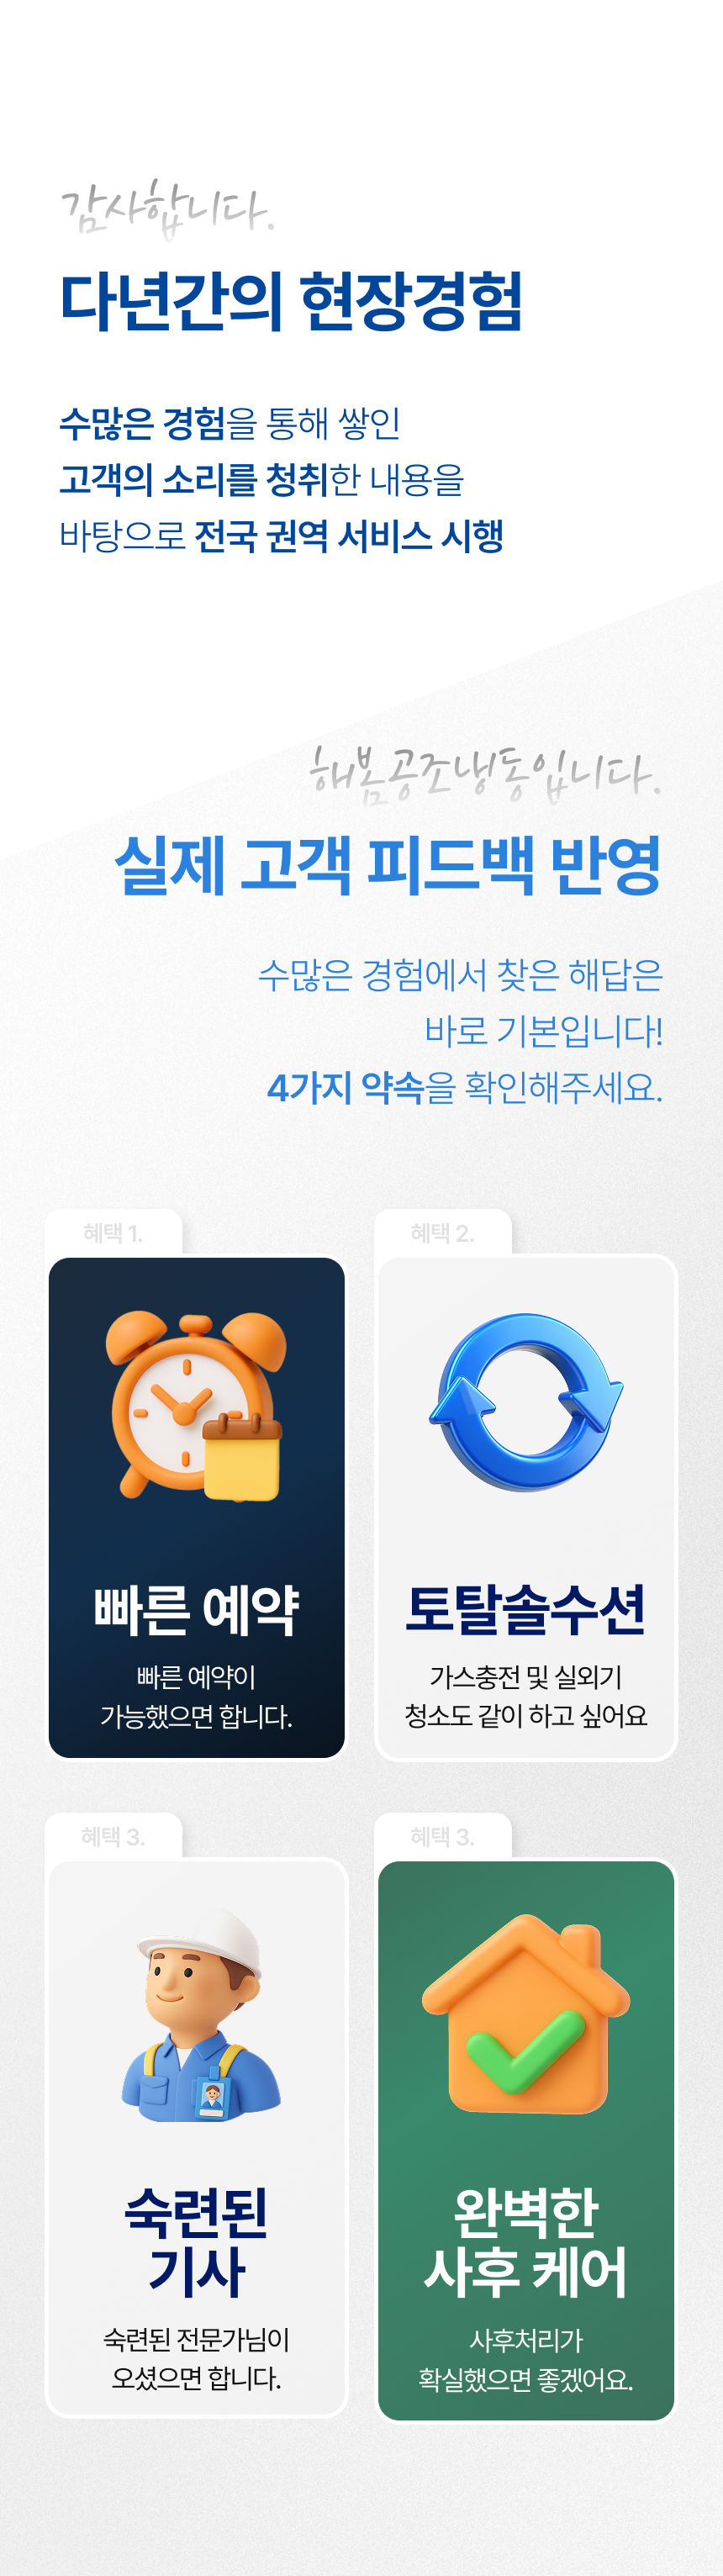 감사합니다.
다년간의 현장경험
수많은 경험을 통해 쌓인
고객의 소리를 청취한 내용을
바탕으로 전국 권역 서비스 시행
해봄공조냉동입니다.
실제 고객 피드백 반영
수많은 경험에서 찾은 해답은
바로 기본입니다!
4가지 약속을 확인해주세요.
혜택 1.
빠른 예약
빠른 예약이
가능했으면 합니다.
혜택 2.
토탈솔수션
가스충전 및 실외기
청소도 같이 하고 싶어요
혜택 3.
숙련된
기사
숙련된 전문가님이
오셨으면 합니다.
혜택 3.
완벽한
사후 케어
사후처리가
확실했으면 좋겠어요.